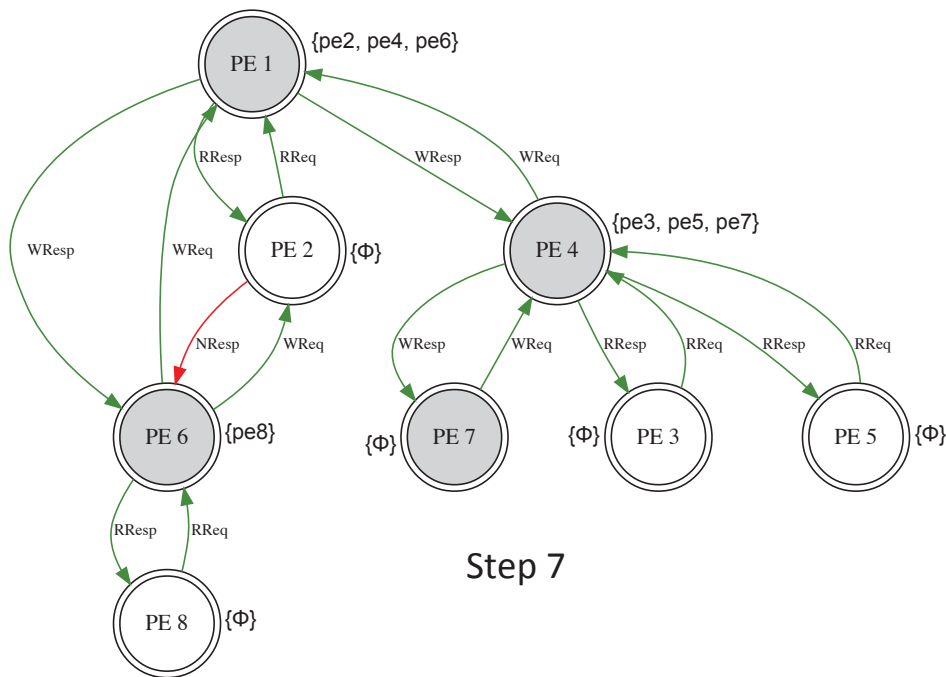 {pe2, pe4, pe6}
PE 1
RResp
RReq
WResp
WReq
{pe3, pe5, pe7}
WResp
WReq
PE 2
{Φ}
PE 4
NResp
WReq
WResp
WReq
RResp
RReq
RResp
RReq
PE 6
{pe8}
{Φ}
PE 7
{Φ}
PE 3
PE 5
{Φ}
RResp
RReq
Step 7
PE 8
{Φ}